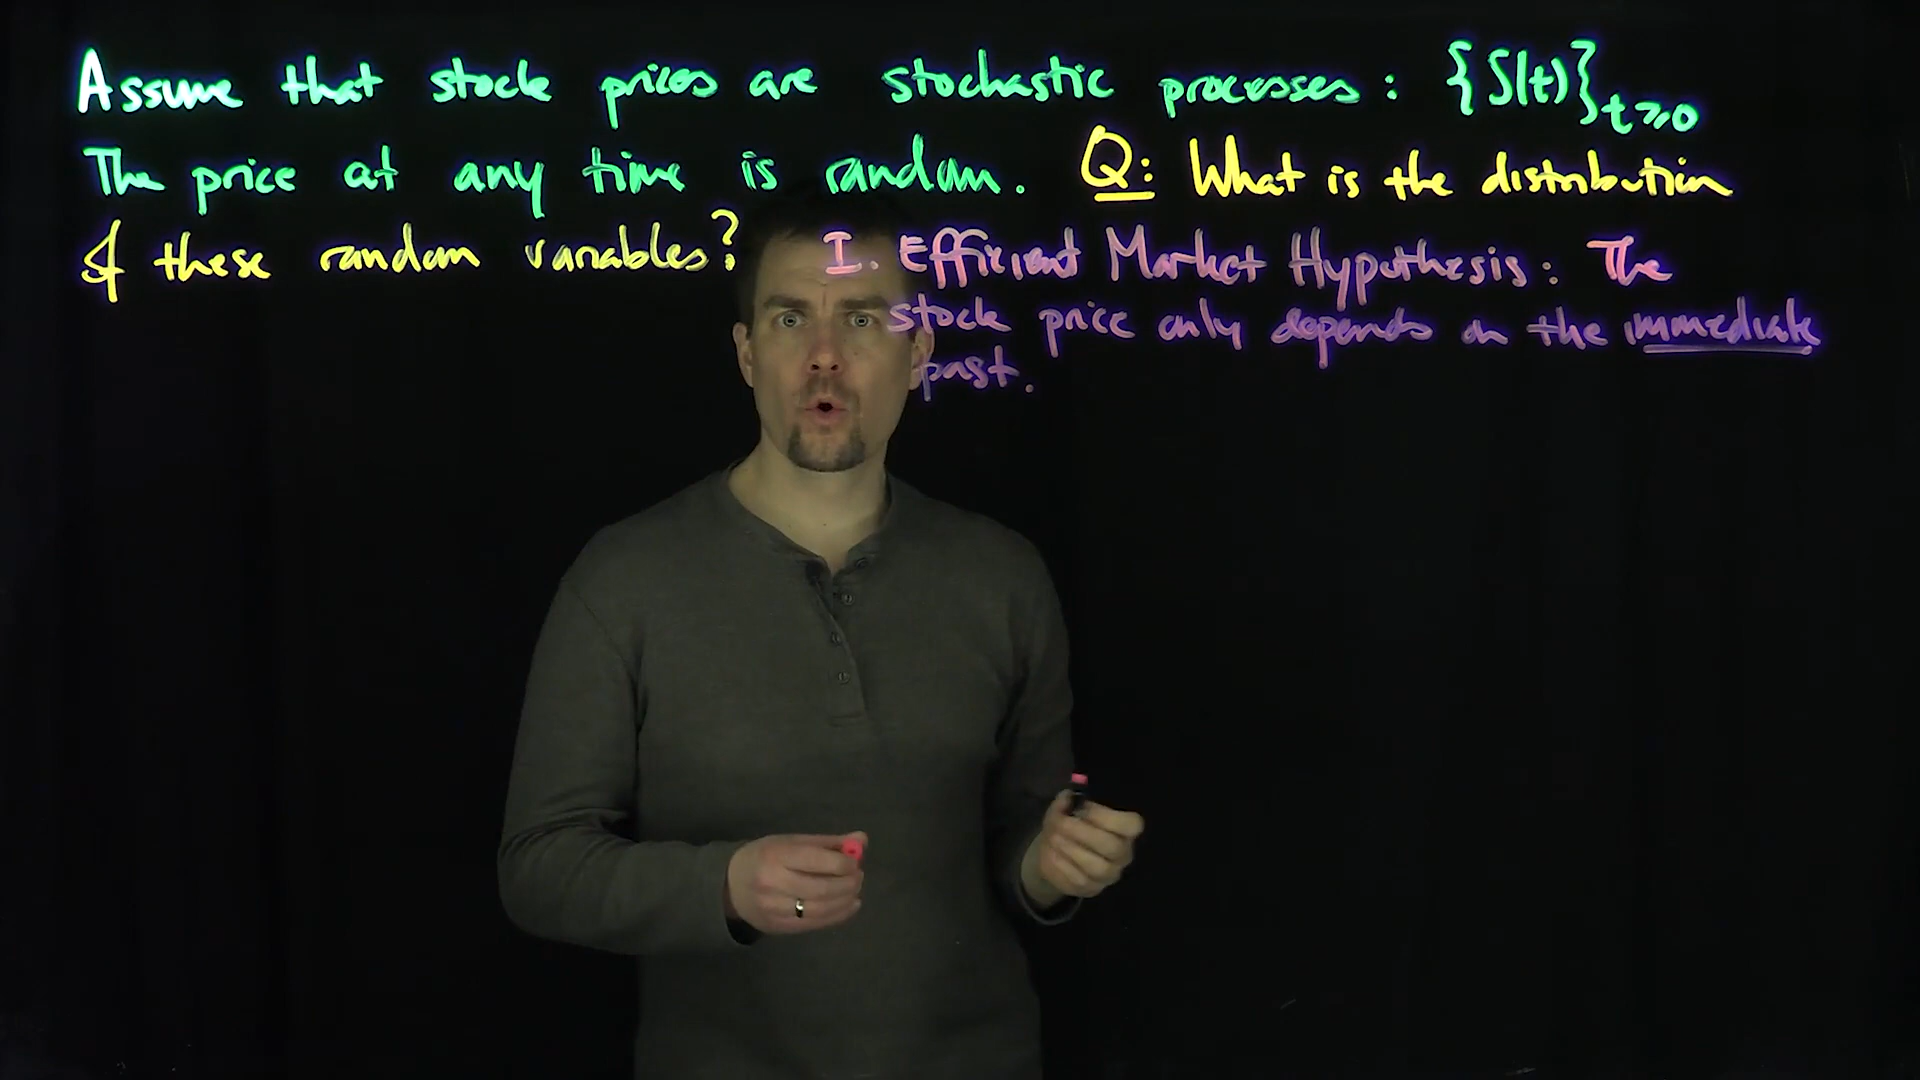 Assume that stock prices are stochastic processes: {S(t)}t≥0
The price at any time is random. Q: What is the distribution
of these random variables? I. Efficient Market Hypothesis: The
stock price only depends on the immediate
past.